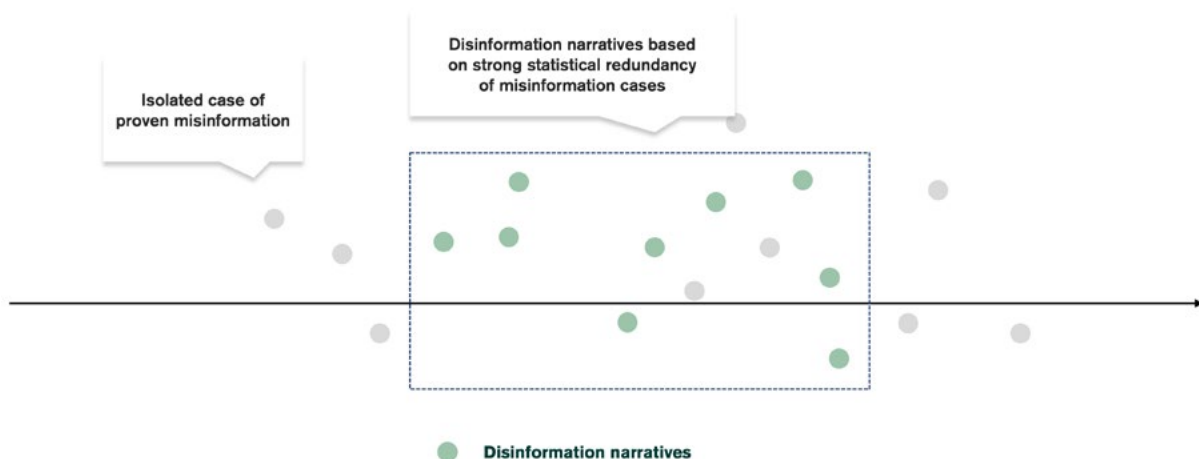 Disinformation narratives based
on strong statistical redundancy
of misinformation cases
Isolated case of
proven misinformation
Disinformation narratives